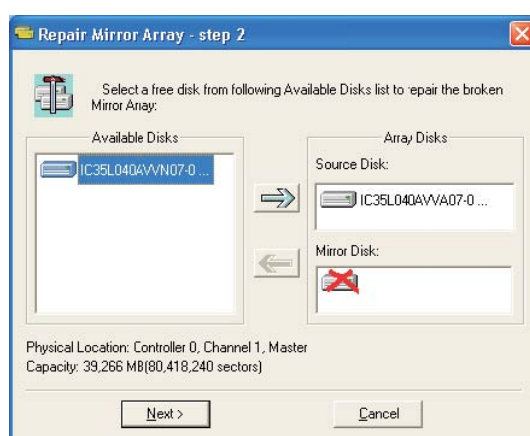 Repair Mirror Array - step 2
Select a free disk from following Available Disks list to repair the broken
Mirror Array:
Available Disks
IC35L040AVVN07-0 ...
Array Disks
Source Disk:
IC35L040AVVA07-0 ...
Mirror Disk:
Physical Location: Controller 0, Channel 1, Master
Capacity: 39,266 MB(80,418,240 sectors)
Next >
Cancel